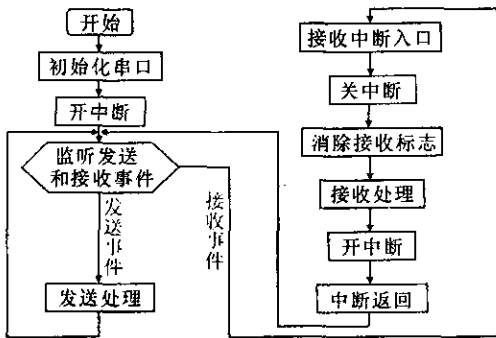 开始
初始化串口
开中断
监听发送
和接收事件
发送事件
发送处理
接收事件
接收中断入口
关中断
消除接收标志
接收处理
开中断
中断返回